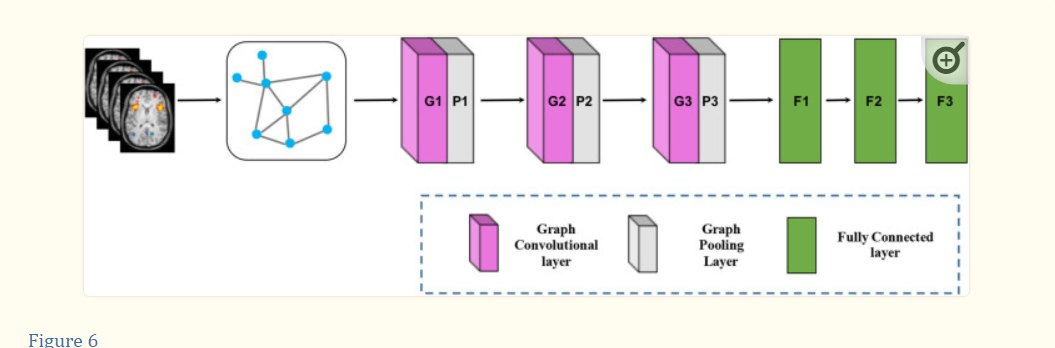 G1 P1 G2 P2 G3 P3 F1 F2 F3
Graph
Convolutional
layer
Graph
Pooling
Layer
Fully Connected
layer
Figure 6